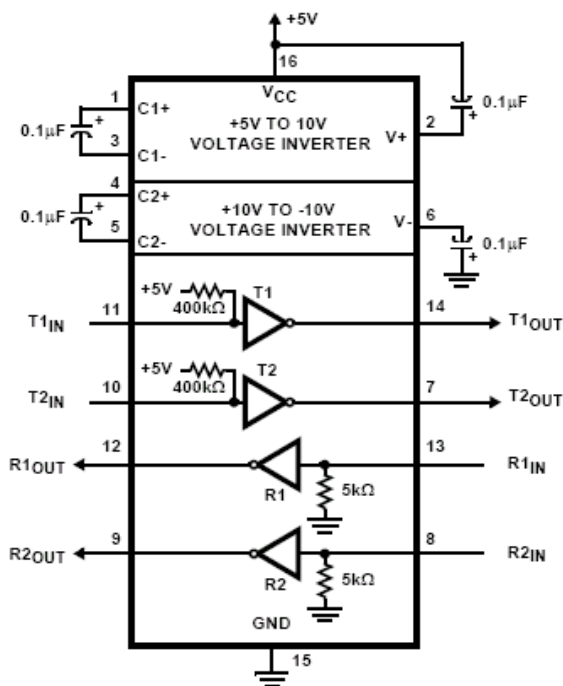 +5V
16
VCC
1
C1+
0.1µF
+
3
C1-
+5V TO 10V
VOLTAGE INVERTER
2
V+
+
0.1µF
4
C2+
0.1µF
+
5
C2-
+10V TO -10V
VOLTAGE INVERTER
V-
6
0.1µF
+
T1IN
11
+5V
400kΩ
T1
14
T1OUT
T2IN
10
+5V
400kΩ
T2
7
T2OUT
R1OUT
12
R1
5kΩ
13
R1IN
R2OUT
9
R2
5kΩ
8
R2IN
GND
15